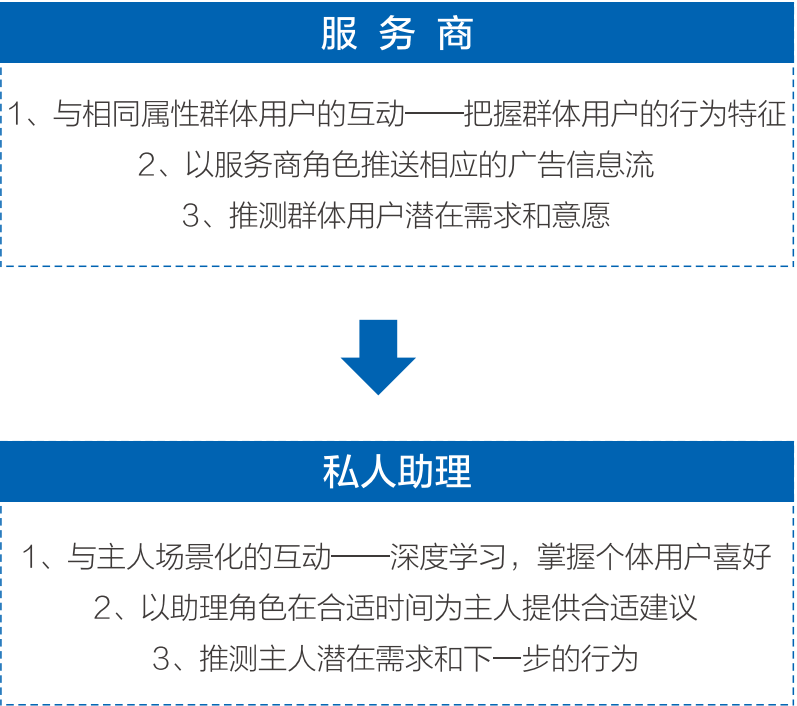 服务商
1、与相同属性群体用户的互动——把握群体用户的行为特征
2、以服务商角色推送相应的广告信息流
3、推测群体用户潜在需求和意愿
私人助理
1、与主人场景化的互动——深度学习，掌握个体用户喜好
2、以助理角色在合适时间为主人提供合适建议
3、推测主人潜在需求和下一步的行为